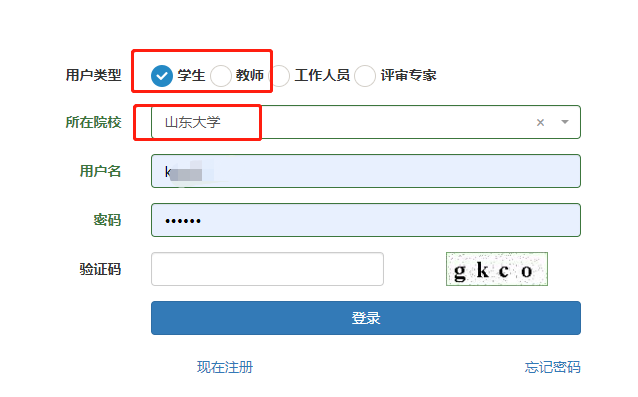 用户类型 学生 教师 工作人员 评审专家
所在院校 山东大学 ×
用户名 k
密码 ••••••
验证码 gkco
登录
现在注册 忘记密码